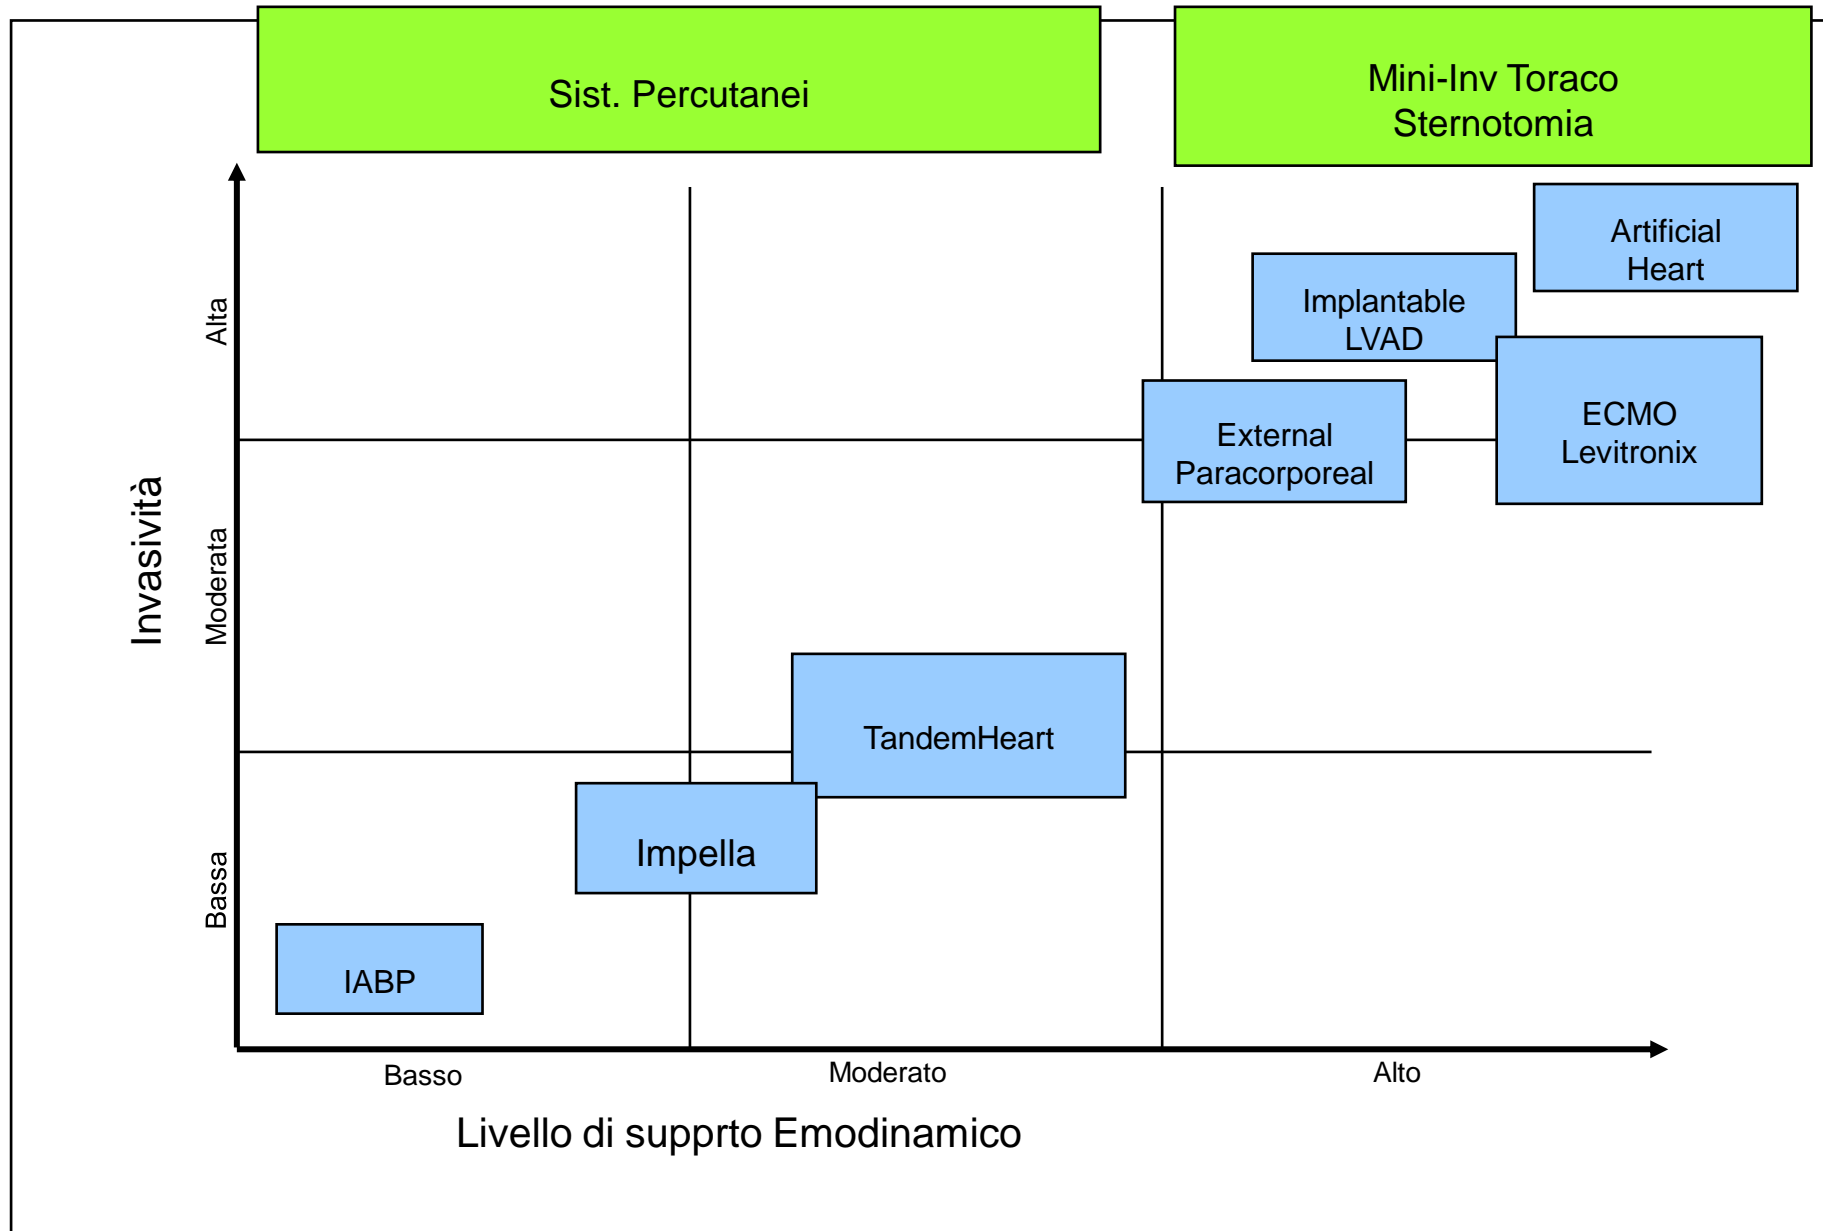 Sist. Percutanei
Mini-Inv Toraco
Sternotomia
Artificial
Heart
Implantable
LVAD
External
Paracorporeal
ECMO
Levitronix
TandemHeart
Impella
IABP
Invasività
Alta
Moderata
Bassa
Basso
Moderato
Alto
Livello di supprto Emodinamico